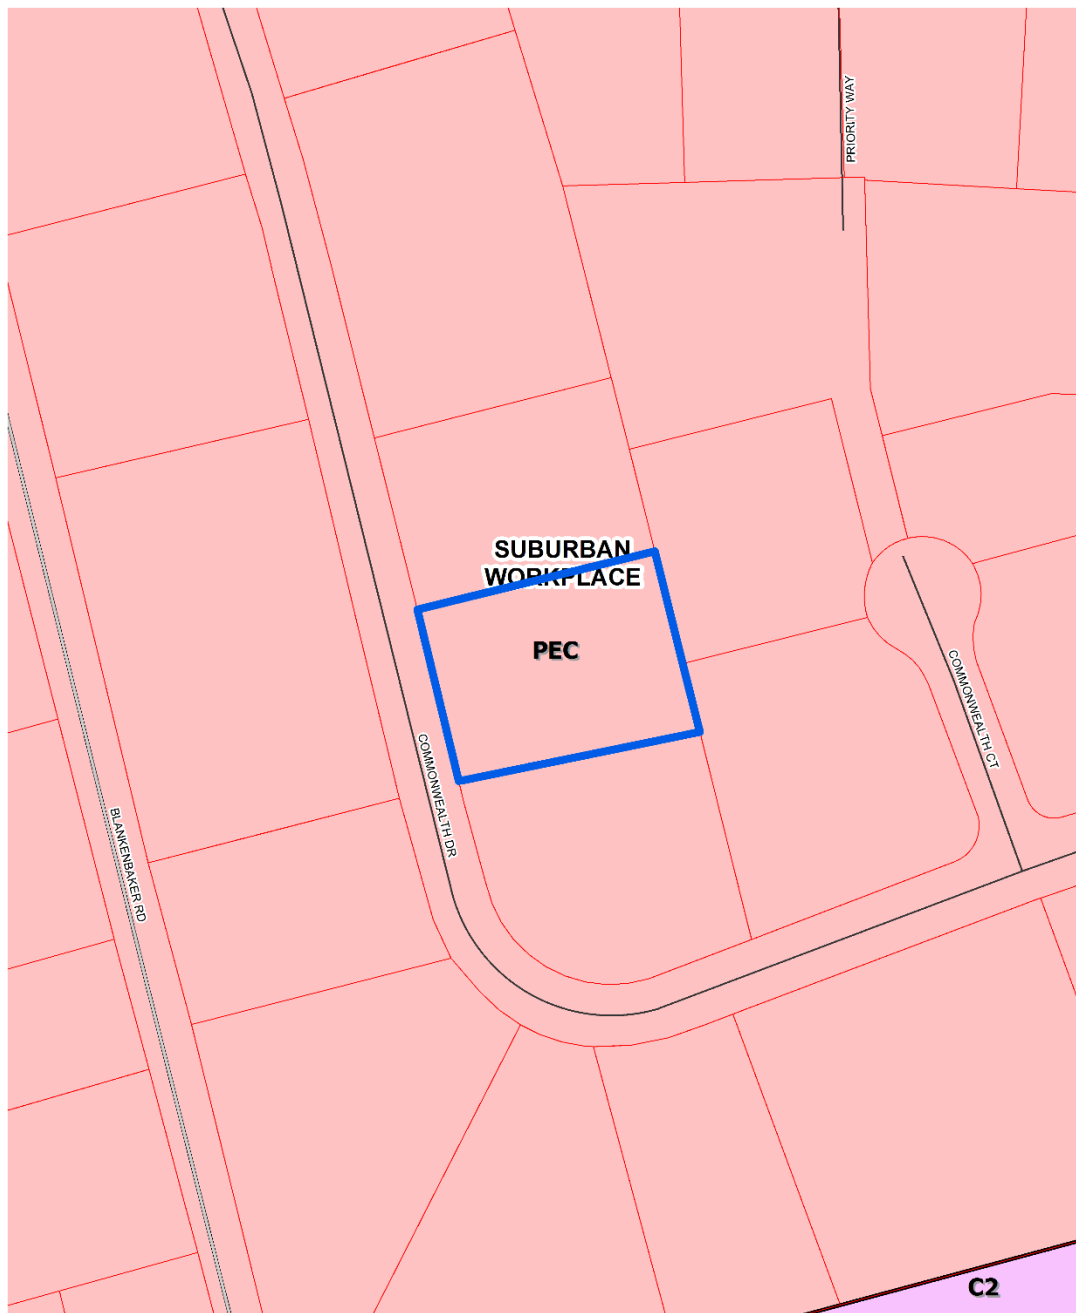 PRIORITY WAY
SUBURBAN
WORKPLACE
PEC
COMMONWEALTH CT
COMMONWEALTH DR
BLANKENBAKER RD
C2